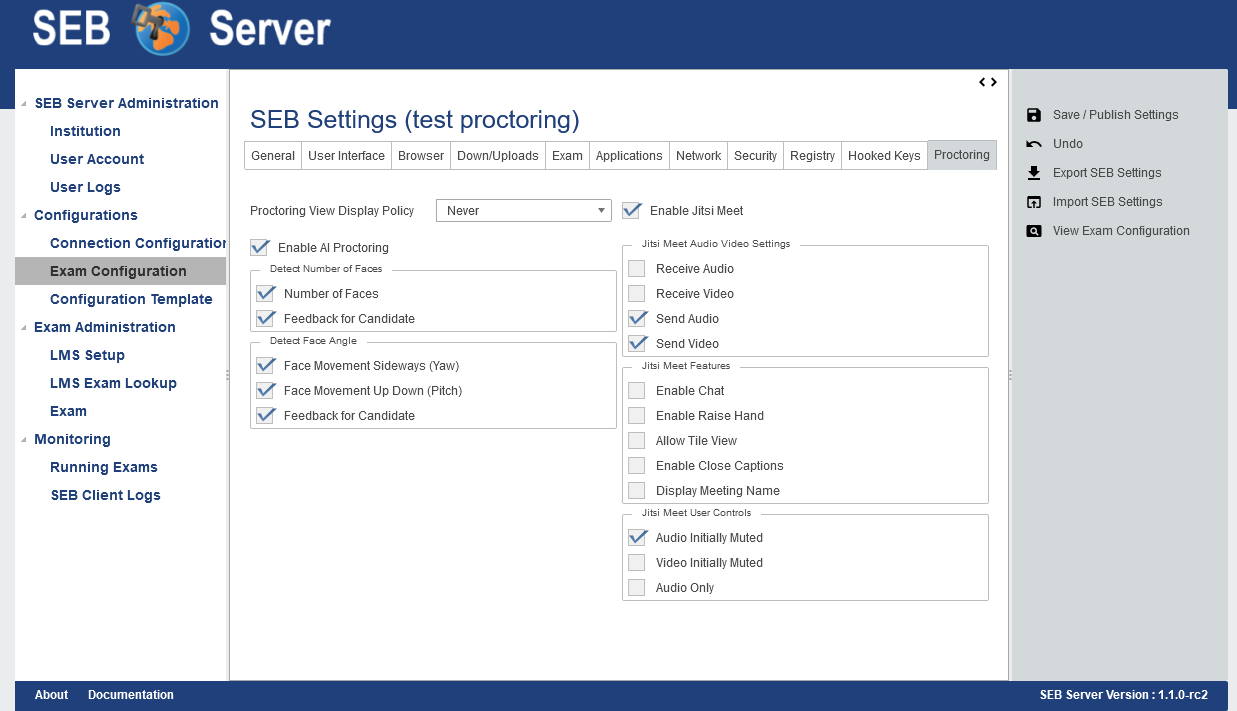 SEB Server
SEB Server Administration
Institution
User Account
User Logs
Configurations
Connection Configuration
Exam Configuration
Configuration Template
Exam Administration
LMS Setup
LMS Exam Lookup
Exam
Monitoring
Running Exams
SEB Client Logs
SEB Settings (test proctoring)
General User Interface Browser Down/Uploads Exam Applications Network Security Registry Hooked Keys Proctoring
Proctoring View Display Policy Never
Enable AI Proctoring
Detect Number of Faces
Number of Faces
Feedback for Candidate
Detect Face Angle
Face Movement Sideways (Yaw)
Face Movement Up Down (Pitch)
Feedback for Candidate
Enable Jitsi Meet
Jitsi Meet Audio Video Settings
Receive Audio
Receive Video
Send Audio
Send Video
Jitsi Meet Features
Enable Chat
Enable Raise Hand
Allow Tile View
Enable Close Captions
Display Meeting Name
Jitsi Meet User Controls
Audio Initially Muted
Video Initially Muted
Audio Only
Save / Publish Settings
Undo
Export SEB Settings
Import SEB Settings
View Exam Configuration
About Documentation
SEB Server Version : 1.1.0-rc2